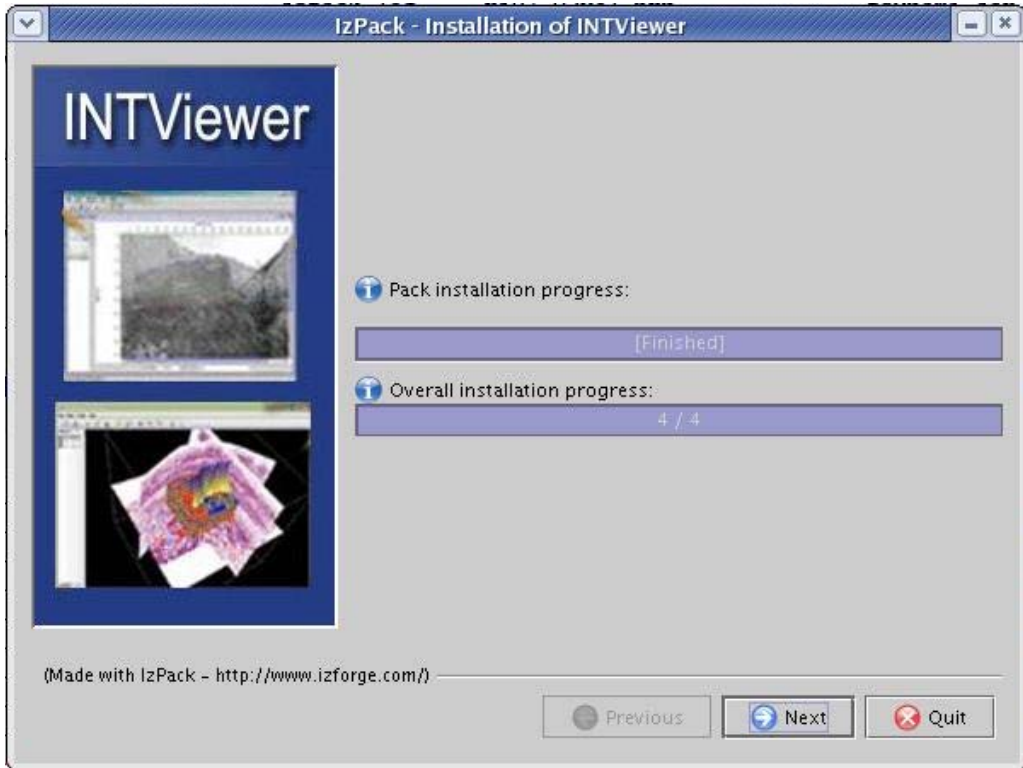 IzPack - Installation of INTViewer
INTViewer
Pack installation progress:
[Finished]
Overall installation progress:
4 / 4
(Made with IzPack - http://www.izforge.com/)
Previous
Next
Quit